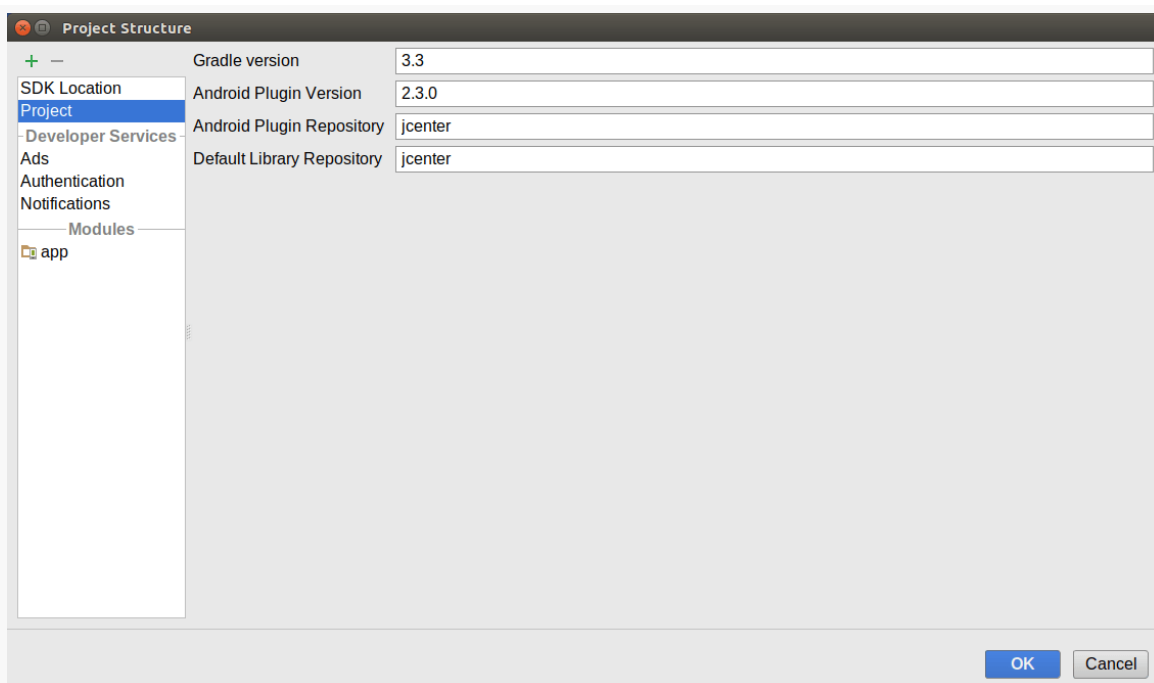 Project Structure
Gradle version 3.3
SDK Location
Android Plugin Version 2.3.0
Project
Android Plugin Repository jcenter
Developer Services
Ads
Default Library Repository jcenter
Authentication
Notifications
Modules
app
OK Cancel